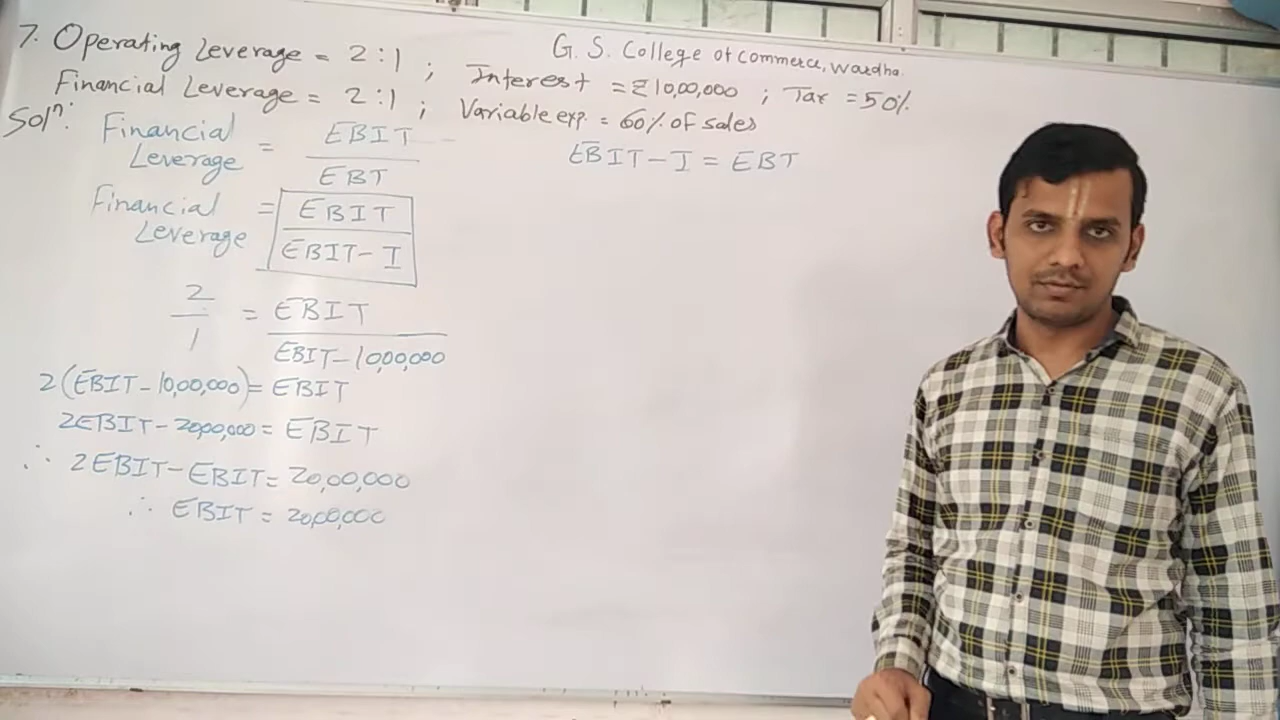 7. Operating Leverage = 2:1 ; Interest = ₹10,00,000 ; Tax = 50%
G. S. College of Commerce, Wardha.
Financial Leverage = 2:1 ; Variable exp. = 60% of sales
Solⁿ:
Financial Leverage = EBIT / EBT
EBIT - I = EBT
Financial Leverage = EBIT / EBIT - I
2 / 1 = EBIT / EBIT - 10,00,000
2(EBIT - 10,00,000) = EBIT
2EBIT - 20,00,000 = EBIT
∴ 2EBIT - EBIT = 20,00,000
∴ EBIT = 20,00,000